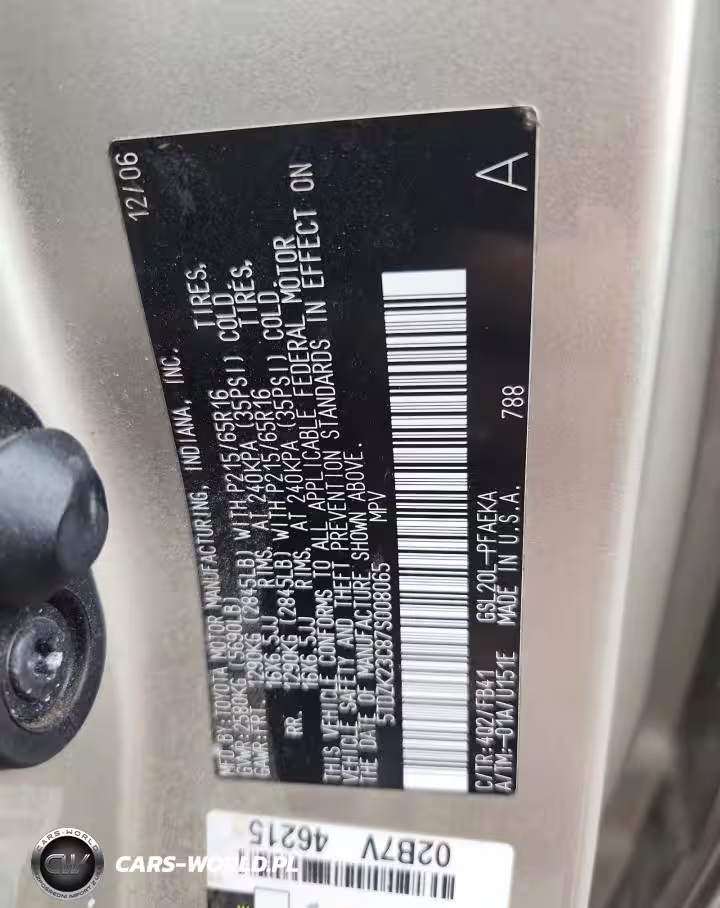 MFD.BY:TOYOTA MOTOR MANUFACTURING, INDIANA, INC. 12/06
GVWR:2580KG (5690LB)
GAWR:FR. 1290KG (2845LB) WITH P215/65R16 TIRES,
16X6.5JJ RIMS, AT 240KPA (35PSI) COLD.
RR. 1290KG (2845LB) WITH P215/65R16 TIRES,
16X6.5JJ RIMS, AT 240KPA (35PSI) COLD.
THIS VEHICLE CONFORMS TO ALL APPLICABLE FEDERAL MOTOR
VEHICLE SAFETY AND THEFT PREVENTION STANDARDS IN EFFECT ON
THE DATE OF MANUFACTURE SHOWN ABOVE.
5TDZK23C87S008065 MPV
C/TR:4Q2/FB41 GSL20L-PFAEKA 788 A
A/TM:-01A/U151E MADE IN U.S.A.
02B7V
46215
CARS-WORLD
CW
CARS-WORLD.PL